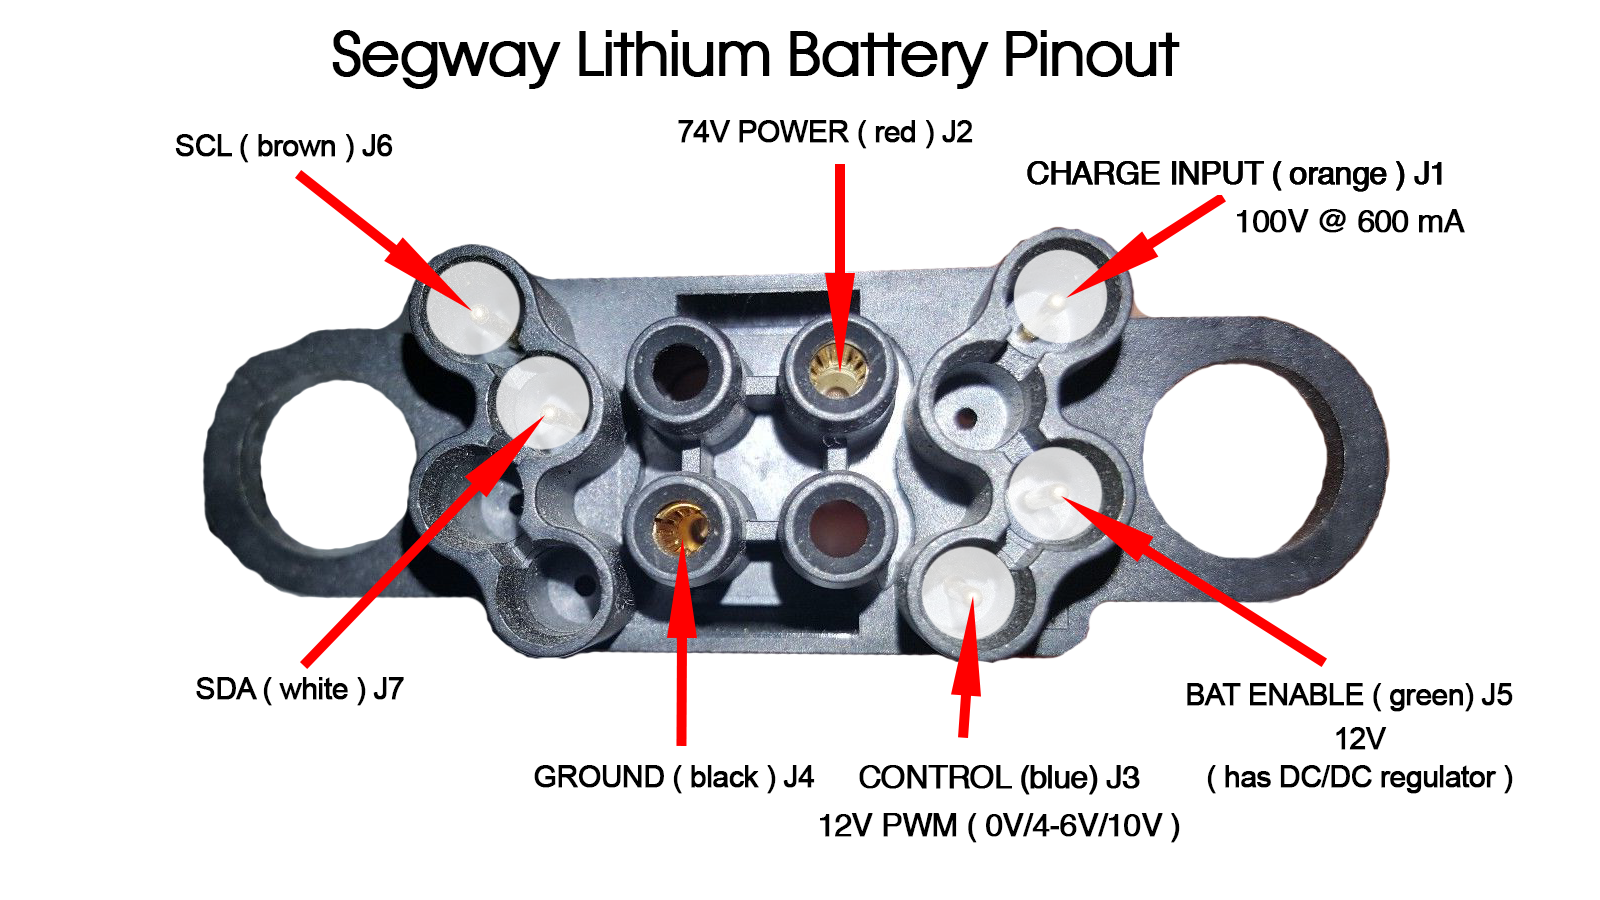 Segway Lithium Battery Pinout
SCL ( brown ) J6
74V POWER ( red ) J2
CHARGE INPUT ( orange ) J1
100V @ 600 mA
SDA ( white ) J7
GROUND ( black ) J4
CONTROL (blue) J3
12V PWM ( 0V/4-6V/10V )
BAT ENABLE ( green) J5
12V
( has DC/DC regulator )